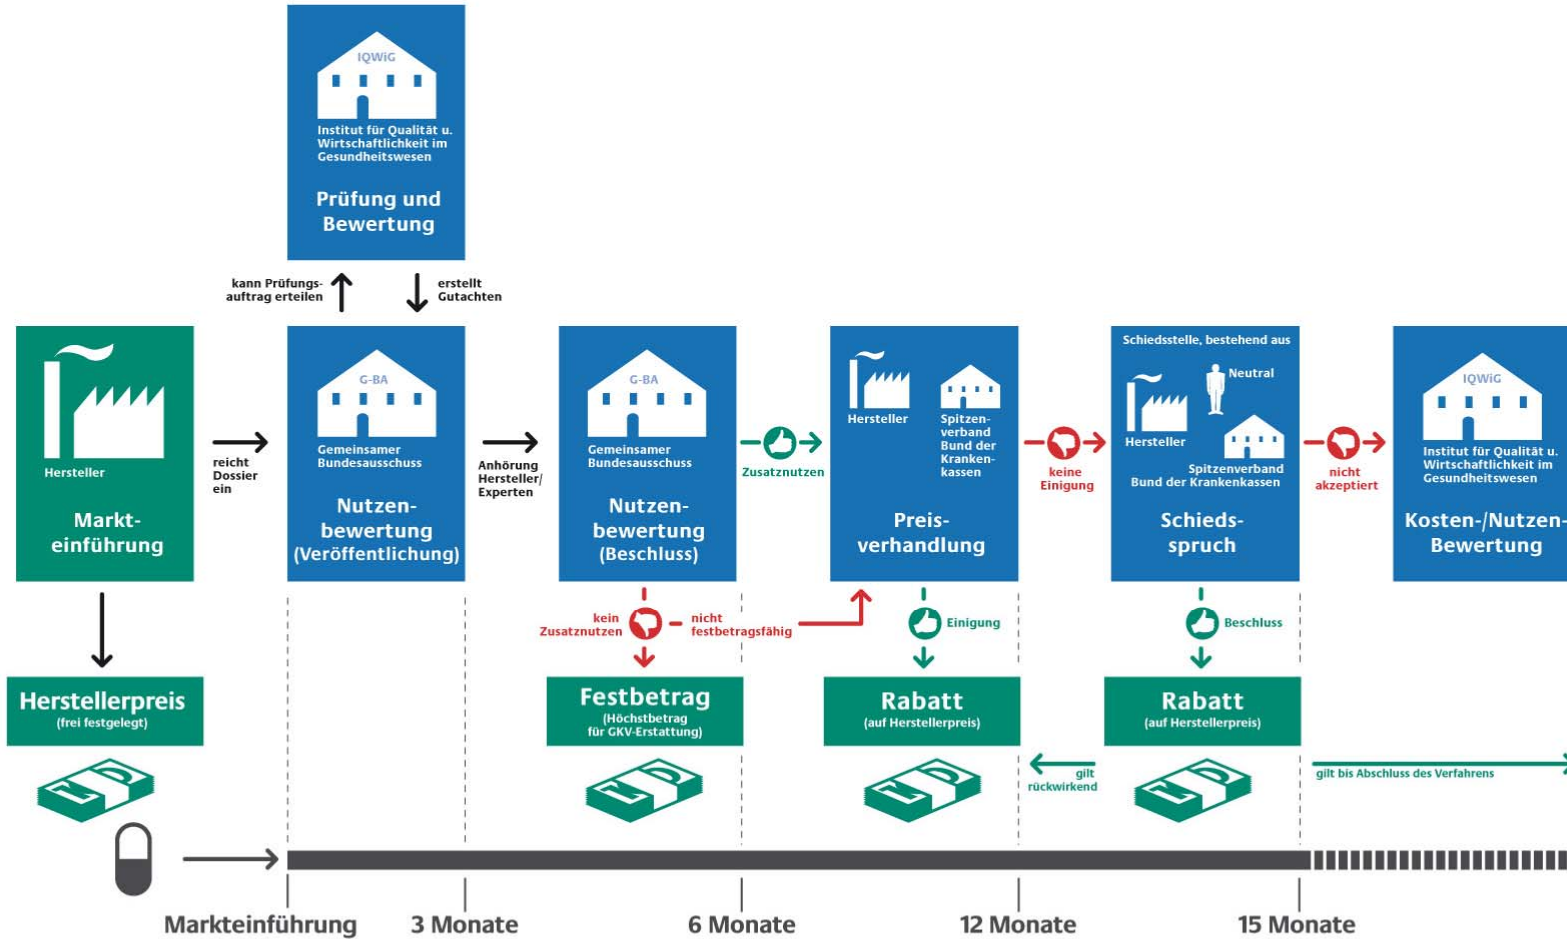 IQWiG
Institut für Qualität u.
Wirtschaftlichkeit im
Gesundheitswesen
Prüfung und
Bewertung
kann Prüfungs-
auftrag erteilen
erstellt
Gutachten
Hersteller
Markt-
einführung
reicht
Dossier
ein
G-BA
Gemeinsamer
Bundesausschuss
Nutzen-
bewertung
(Veröffentlichung)
Anhörung
Hersteller/
Experten
G-BA
Gemeinsamer
Bundesausschuss
Nutzen-
bewertung
(Beschluss)
Zusatznutzen
Hersteller
Spitzen-
verband
Bund der
Kranken-
kassen
Preis-
verhandlung
keine
Einigung
Schiedsstelle, bestehend aus
Neutral
Hersteller
Spitzenverband
Bund der Krankenkassen
Schieds-
spruch
nicht
akzeptiert
IQWiG
Institut für Qualität u.
Wirtschaftlichkeit im
Gesundheitswesen
Kosten-/Nutzen-
Bewertung
kein
Zusatznutzen
nicht
festbetragsfähig
Einigung
Beschluss
Herstellerpreis
(frei festgelegt)
Festbetrag
(Höchstbetrag
für GKV-Erstattung)
Rabatt
(auf Herstellerpreis)
Rabatt
(auf Herstellerpreis)
gilt
rückwirkend
gilt bis Abschluss des Verfahrens
Markteinführung
3 Monate
6 Monate
12 Monate
15 Monate